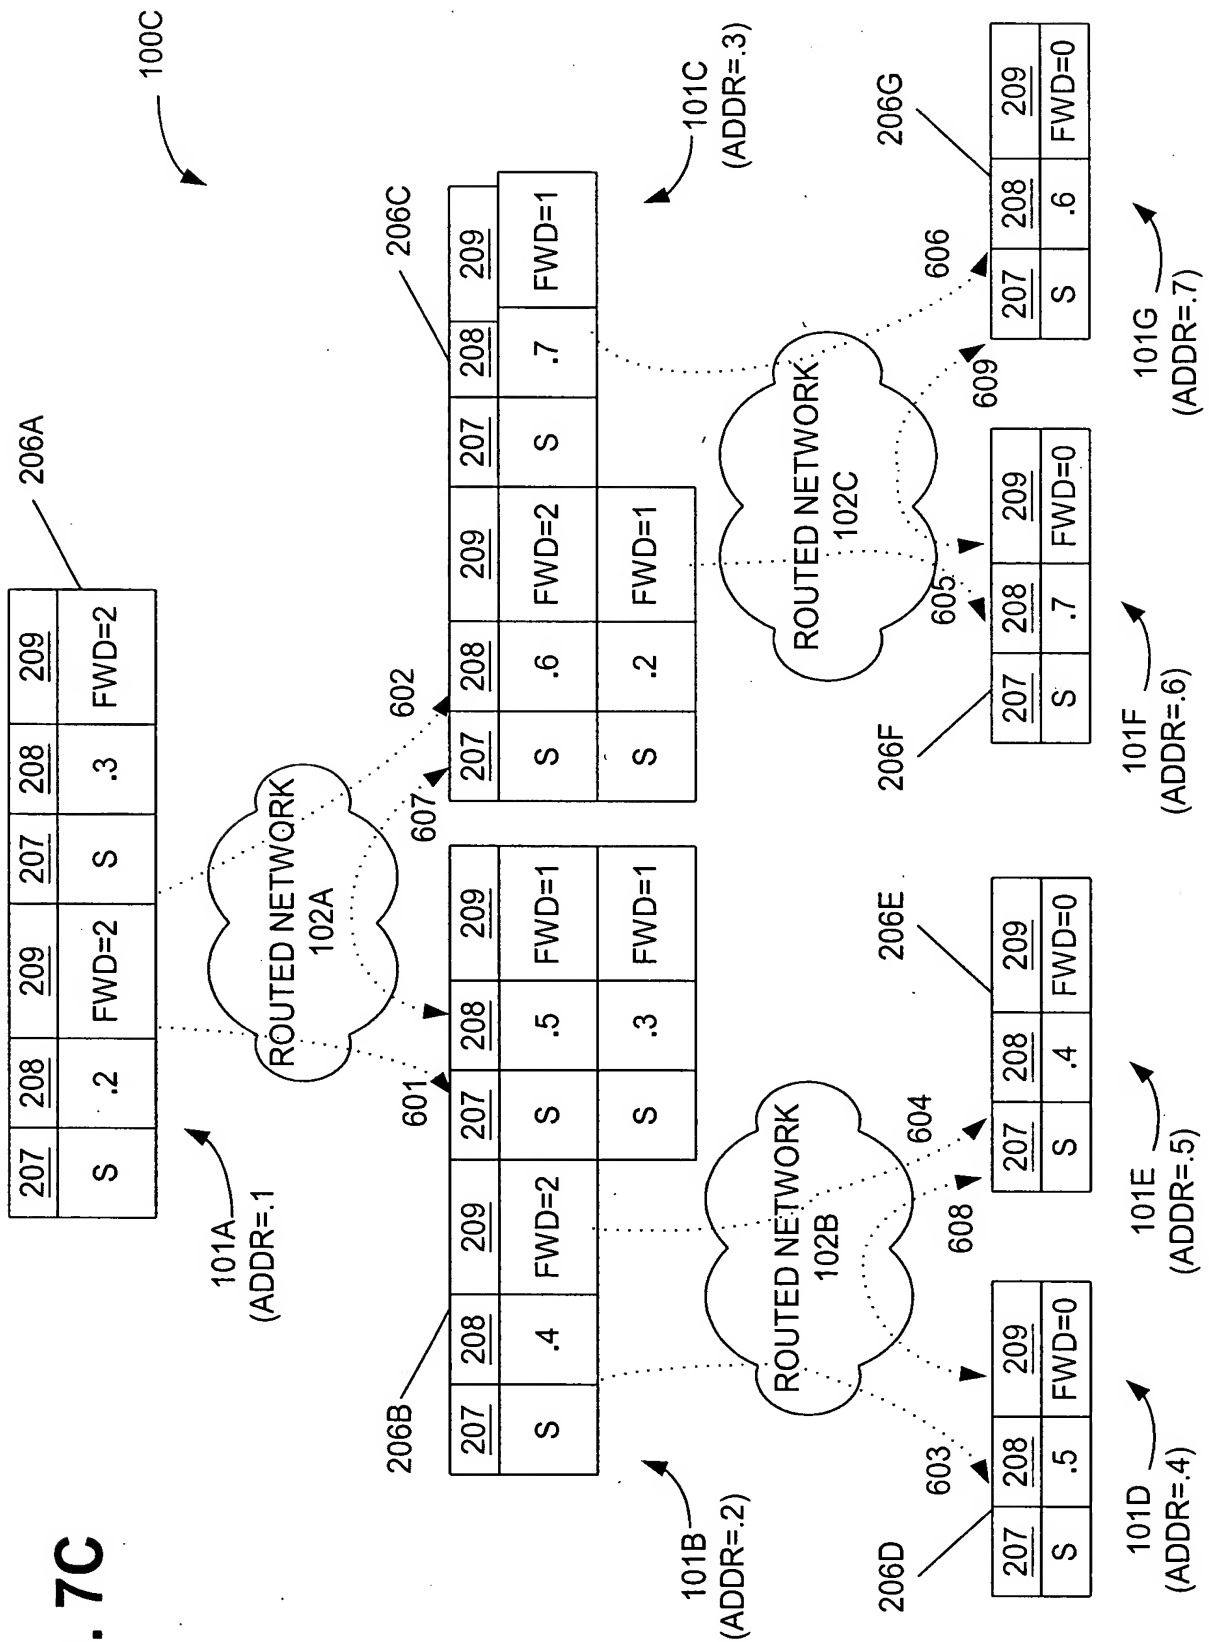 . 7C
100C
206A
207 208 209 207 208 209
S .2 FWD=2 S .3 FWD=2
101A
(ADDR=.1
ROUTED NETWORK
102A
601
607
602
206B
207 208 209 207 208 209
S .4 FWD=2 S .5 FWD=1
S .3 FWD=1
101B
(ADDR=.2)
206C
207 208 209 207 208 209
S .6 FWD=2 S .7 FWD=1
S .2 FWD=1
101C
(ADDR=.3)
ROUTED NETWORK
102B
603
608
604
ROUTED NETWORK
102C
605
609
606
206D
207 208 209
S .5 FWD=0
101D
(ADDR=.4)
206E
207 208 209
S .4 FWD=0
101E
(ADDR=.5)
206F
207 208 209
S .7 FWD=0
101F
(ADDR=.6)
206G
207 208 209
S .6 FWD=0
101G
(ADDR=.7)